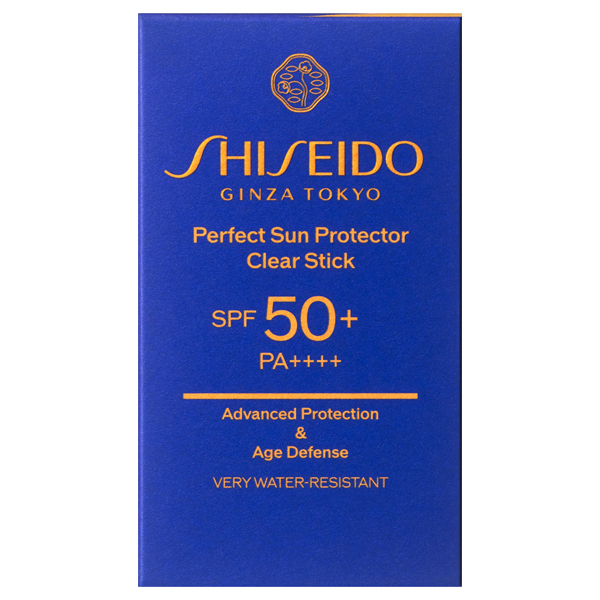 SHISEIDO
GINZA TOKYO
Perfect Sun Protector
Clear Stick
SPF 50+
PA++++
Advanced Protection
&
Age Defense
VERY WATER-RESISTANT